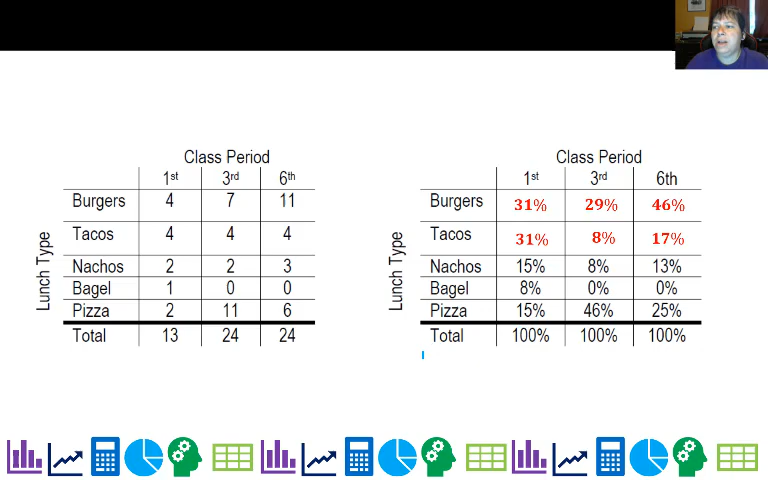 Class Period
1st 3rd 6th
Burgers 4 7 11
Tacos 4 4 4
Nachos 2 2 3
Bagel 1 0 0
Pizza 2 11 6
Total 13 24 24
Lunch Type
Class Period
1st 3rd 6th
Burgers 31% 29% 46%
Tacos 31% 8% 17%
Nachos 15% 8% 13%
Bagel 8% 0% 0%
Pizza 15% 46% 25%
Total 100% 100% 100%
Lunch Type